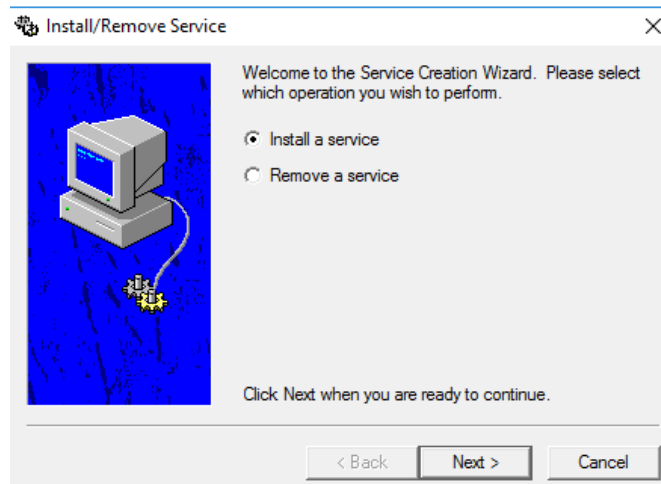 Install/Remove Service
Welcome to the Service Creation Wizard. Please select
which operation you wish to perform.
Install a service
Remove a service
Click Next when you are ready to continue.
< Back
Next >
Cancel